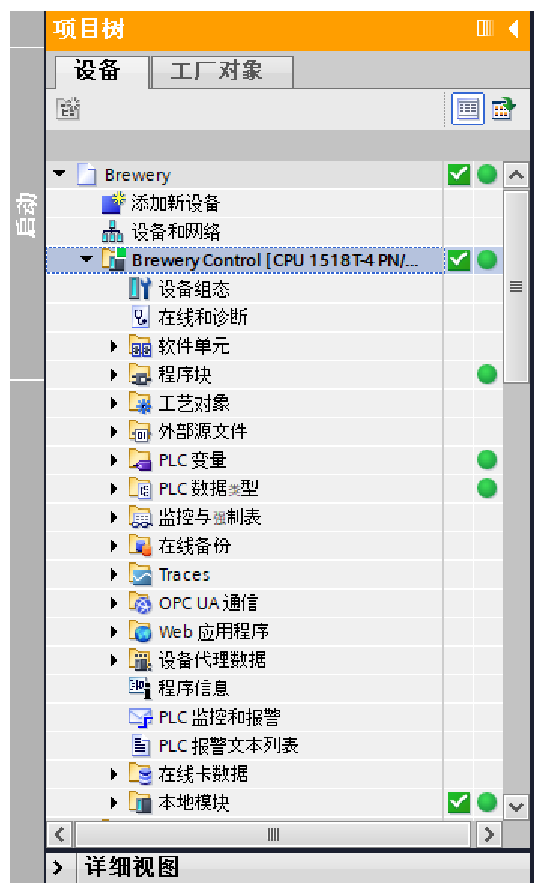 项目树
设备
工厂对象
启动
Brewery
添加新设备
设备和网络
Brewery Control [CPU 1518T-4 PN/...
设备组态
在线和诊断
软件单元
程序块
工艺对象
外部源文件
PLC 变量
PLC 数据类型
监控与强制表
在线备份
Traces
OPC UA 通信
Web 应用程序
设备代理数据
程序信息
PLC 监控和报警
PLC 报警文本列表
在线卡数据
本地模块
详细视图